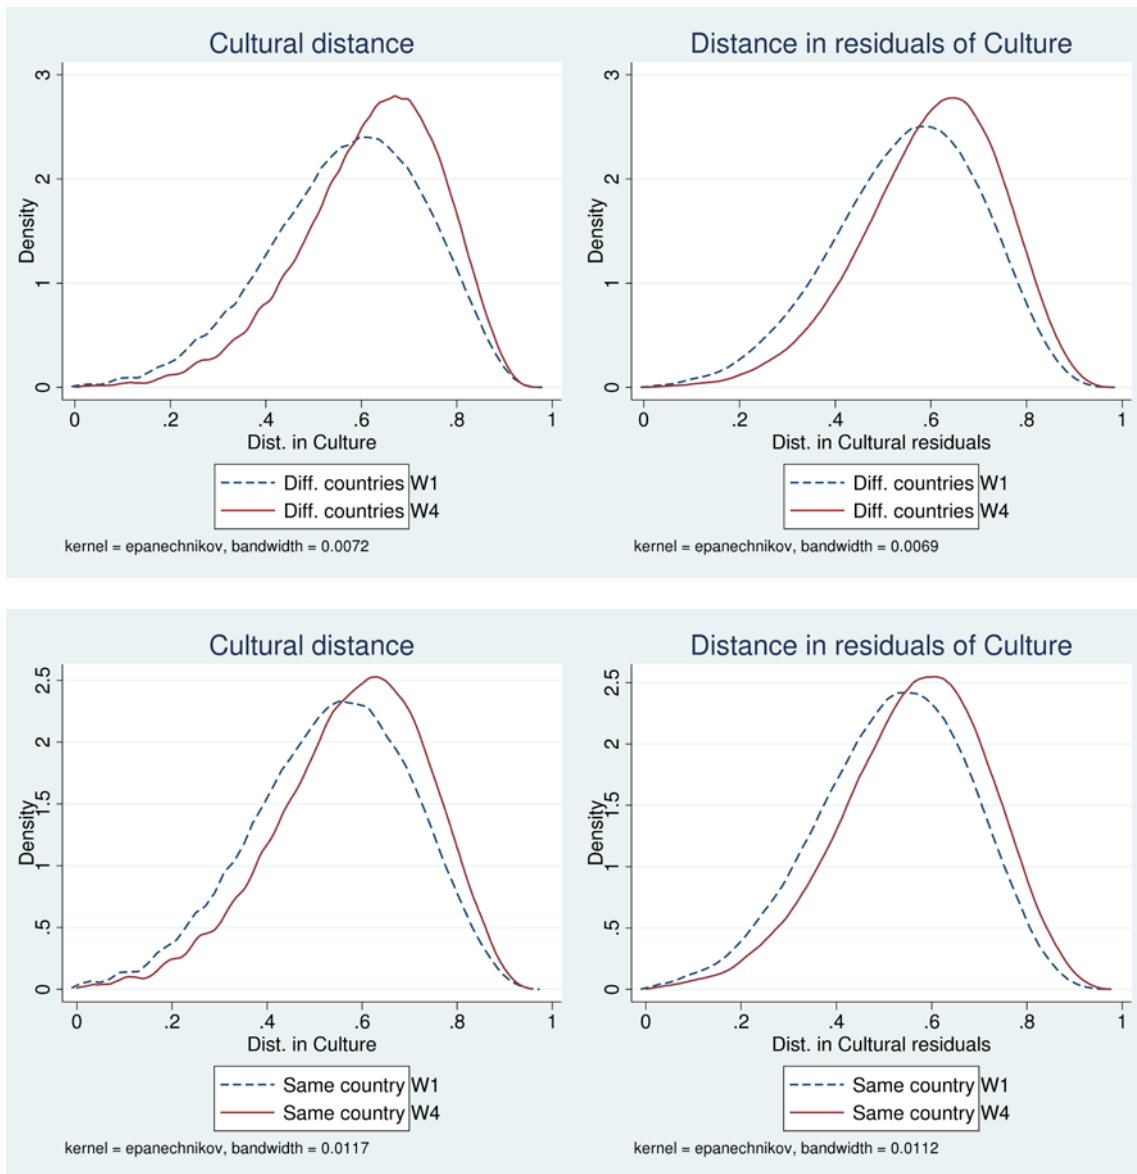 Cultural distance
Density
3
2
1
0
0 .2 .4 .6 .8 1
Dist. in Culture
Diff. countries W1
Diff. countries W4
kernel = epanechnikov, bandwidth = 0.0072
Distance in residuals of Culture
Density
3
2
1
0
0 .2 .4 .6 .8 1
Dist. in Cultural residuals
Diff. countries W1
Diff. countries W4
kernel = epanechnikov, bandwidth = 0.0069
Cultural distance
Density
2.5
2
1.5
1
.5
0
0 .2 .4 .6 .8 1
Dist. in Culture
Same country W1
Same country W4
kernel = epanechnikov, bandwidth = 0.0117
Distance in residuals of Culture
Density
2.5
2
1.5
1
.5
0
0 .2 .4 .6 .8 1
Dist. in Cultural residuals
Same country W1
Same country W4
kernel = epanechnikov, bandwidth = 0.0112